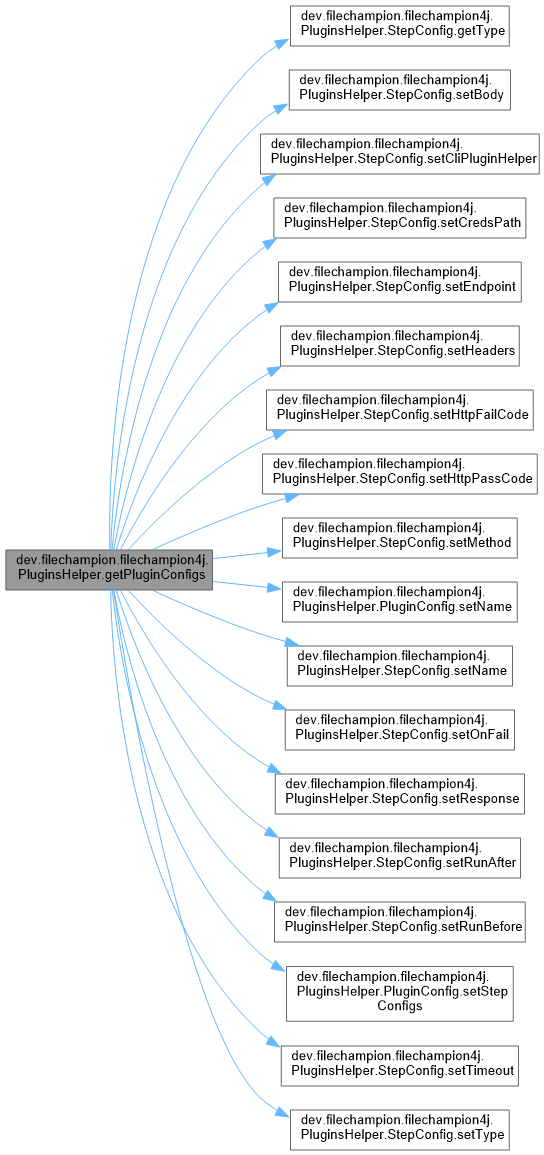 dev.filechampion.filechampion4j.
PluginsHelper.StepConfig.getType
dev.filechampion.filechampion4j.
PluginsHelper.StepConfig.setBody
dev.filechampion.filechampion4j.
PluginsHelper.StepConfig.setCliPluginHelper
dev.filechampion.filechampion4j.
PluginsHelper.StepConfig.setCredsPath
dev.filechampion.filechampion4j.
PluginsHelper.StepConfig.setEndpoint
dev.filechampion.filechampion4j.
PluginsHelper.StepConfig.setHeaders
dev.filechampion.filechampion4j.
PluginsHelper.StepConfig.setHttpFailCode
dev.filechampion.filechampion4j.
PluginsHelper.StepConfig.setHttpPassCode
dev.filechampion.filechampion4j.
PluginsHelper.StepConfig.setMethod
dev.filechampion.filechampion4j.
PluginsHelper.getPluginConfigs
dev.filechampion.filechampion4j.
PluginsHelper.PluginConfig.setName
dev.filechampion.filechampion4j.
PluginsHelper.StepConfig.setName
dev.filechampion.filechampion4j.
PluginsHelper.StepConfig.setOnFail
dev.filechampion.filechampion4j.
PluginsHelper.StepConfig.setResponse
dev.filechampion.filechampion4j.
PluginsHelper.StepConfig.setRunAfter
dev.filechampion.filechampion4j.
PluginsHelper.StepConfig.setRunBefore
dev.filechampion.filechampion4j.
PluginsHelper.PluginConfig.setStep
Configs
dev.filechampion.filechampion4j.
PluginsHelper.StepConfig.setTimeout
dev.filechampion.filechampion4j.
PluginsHelper.StepConfig.setType